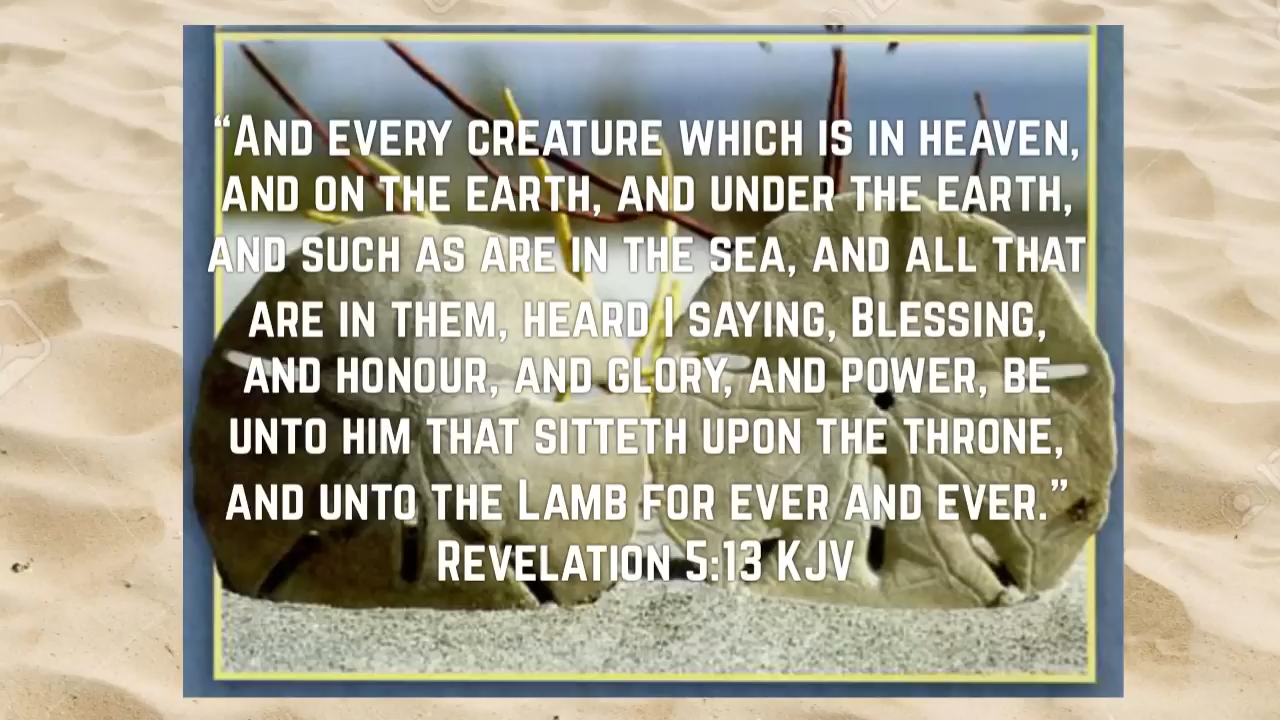 “And every creature which is in heaven,
and on the earth, and under the earth,
and such as are in the sea, and all that
are in them, heard I saying, Blessing,
and honour, and glory, and power, be
unto him that sitteth upon the throne,
and unto the Lamb for ever and ever.”
Revelation 5:13 KJV